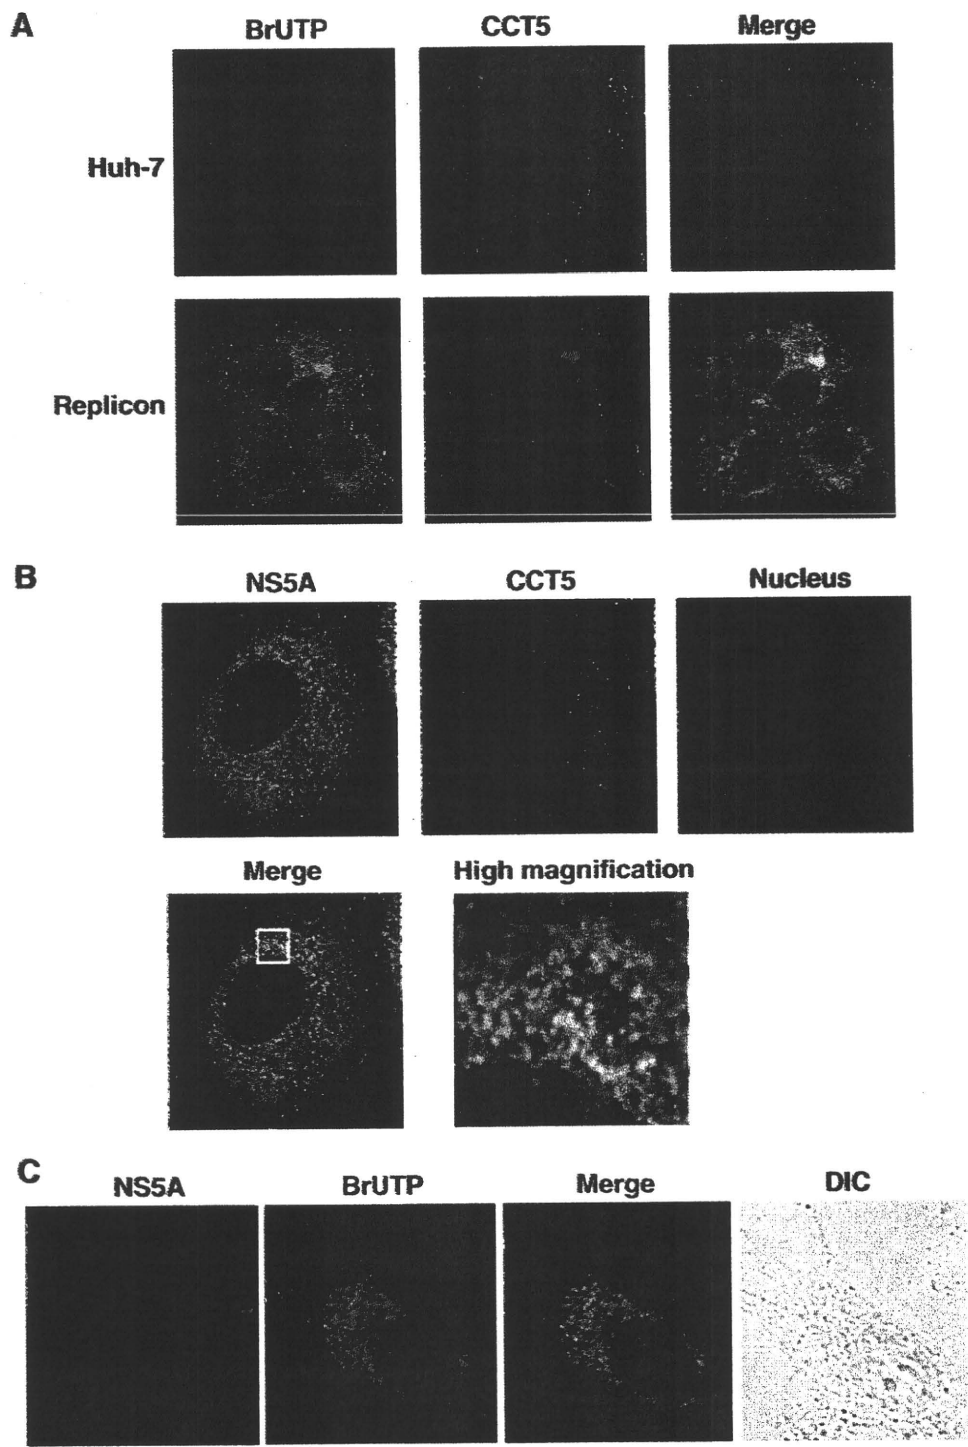 A
BrUTP CCT5 Merge
Huh-7
Replicon
B
NS5A CCT5 Nucleus
Merge High magnification
C
NS5A BrUTP Merge DIC